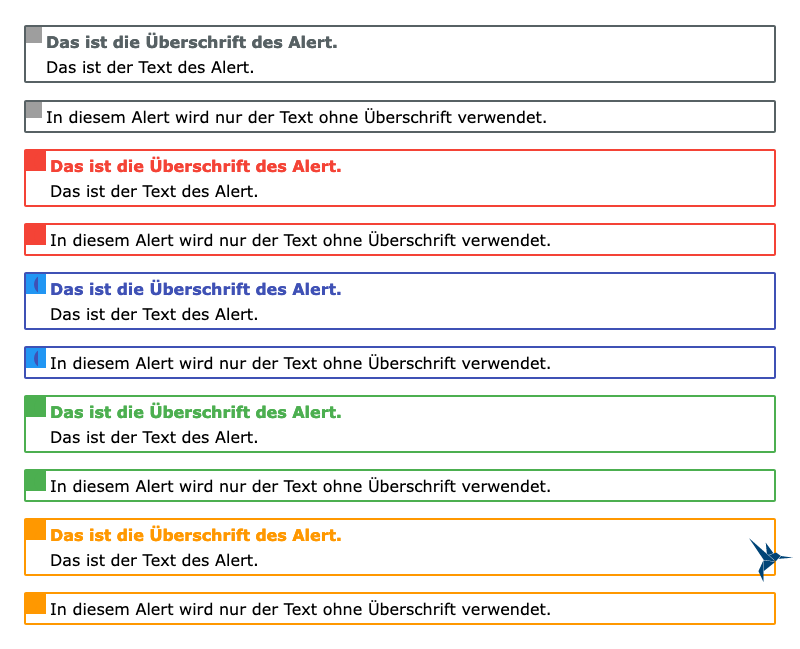 Das ist die Überschrift des Alert.
Das ist der Text des Alert.
In diesem Alert wird nur der Text ohne Überschrift verwendet.
Das ist die Überschrift des Alert.
Das ist der Text des Alert.
In diesem Alert wird nur der Text ohne Überschrift verwendet.
Das ist die Überschrift des Alert.
Das ist der Text des Alert.
In diesem Alert wird nur der Text ohne Überschrift verwendet.
Das ist die Überschrift des Alert.
Das ist der Text des Alert.
In diesem Alert wird nur der Text ohne Überschrift verwendet.
Das ist die Überschrift des Alert.
Das ist der Text des Alert.
In diesem Alert wird nur der Text ohne Überschrift verwendet.